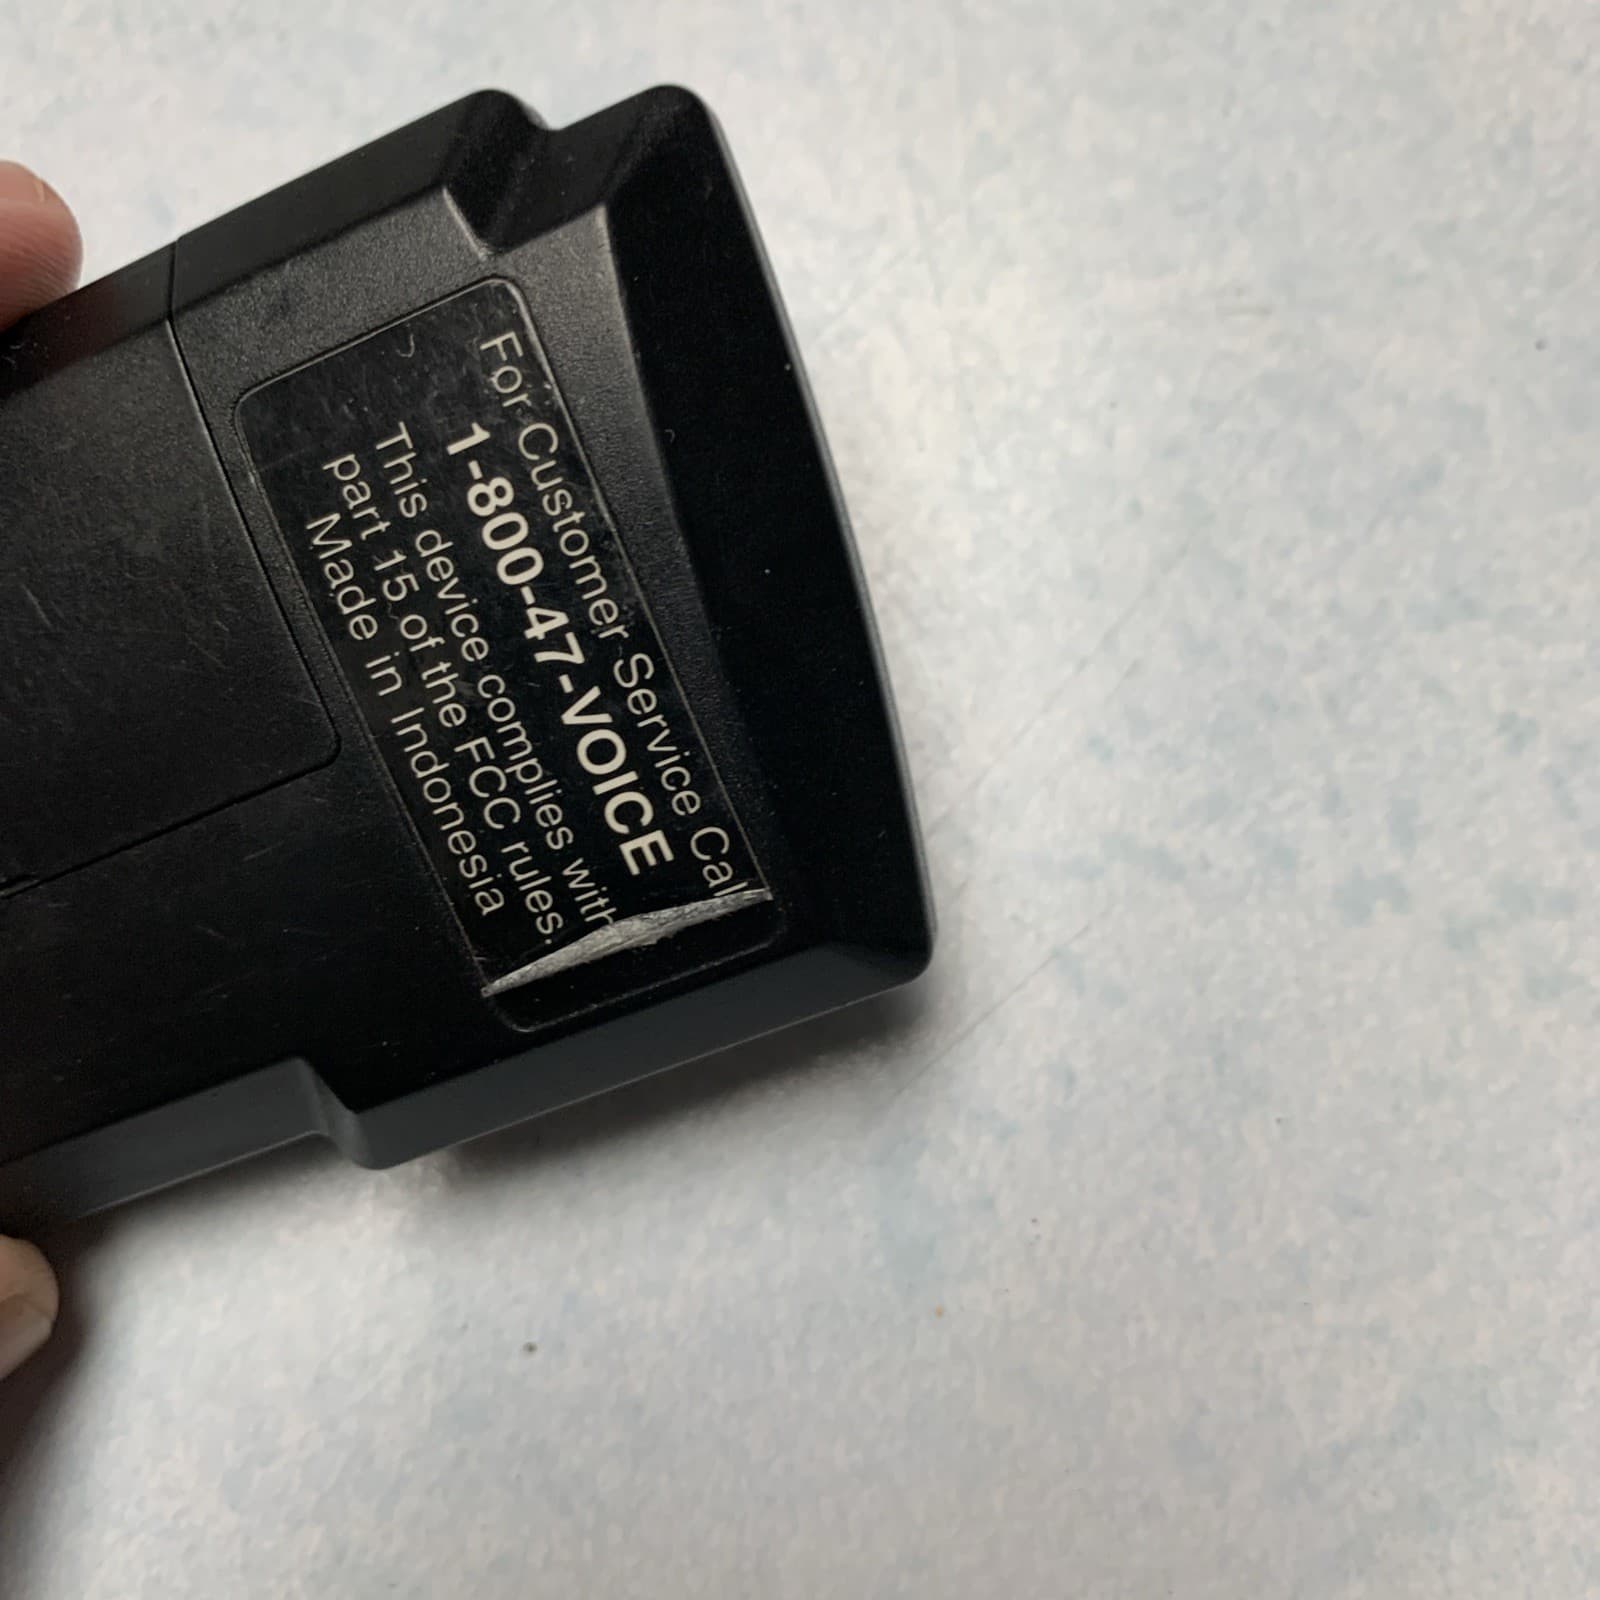 For Customer Service Call
1-800-47-VOICE
This device complies with
part 15 of the FCC rules.
Made in Indonesia